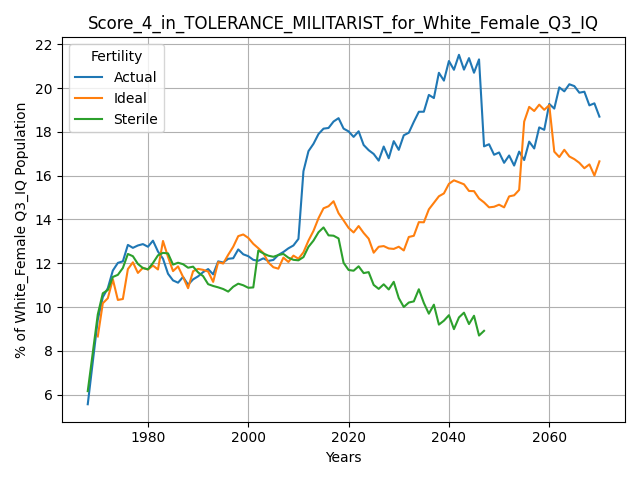 Score_4_in_TOLERANCE_MILITARIST_for_White_Female_Q3_IQ
Fertility
Actual
Ideal
Sterile
% of White_Female Q3_IQ Population
22
20
18
16
14
12
10
8
6
1980
2000
2020
2040
2060
Years